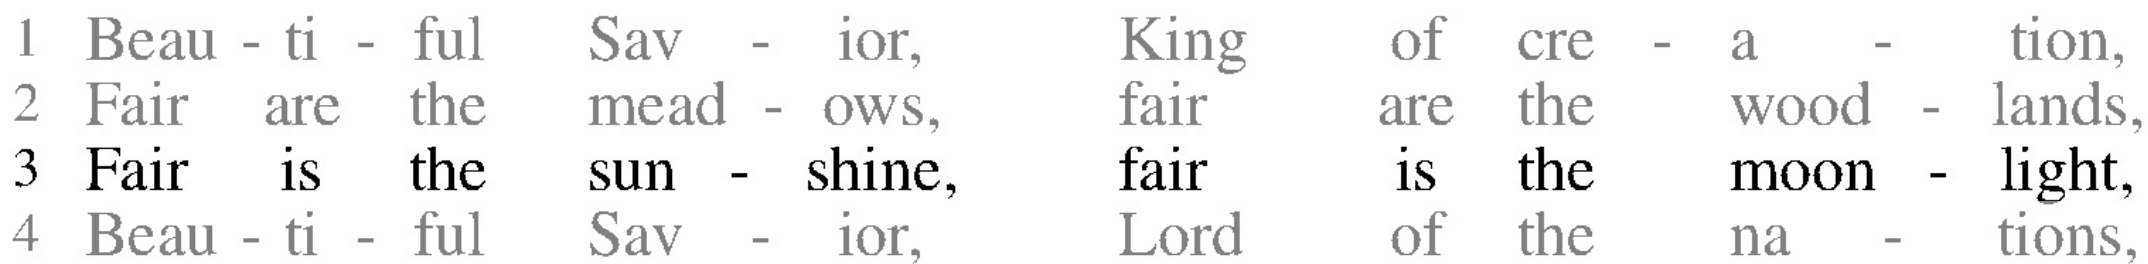 1 Beau - ti - ful Sav - ior, King of cre - a - tion,
2 Fair are the mead - ows, fair are the wood - lands,
3 Fair is the sun - shine, fair is the moon - light,
4 Beau - ti - ful Sav - ior, Lord of the na - tions,